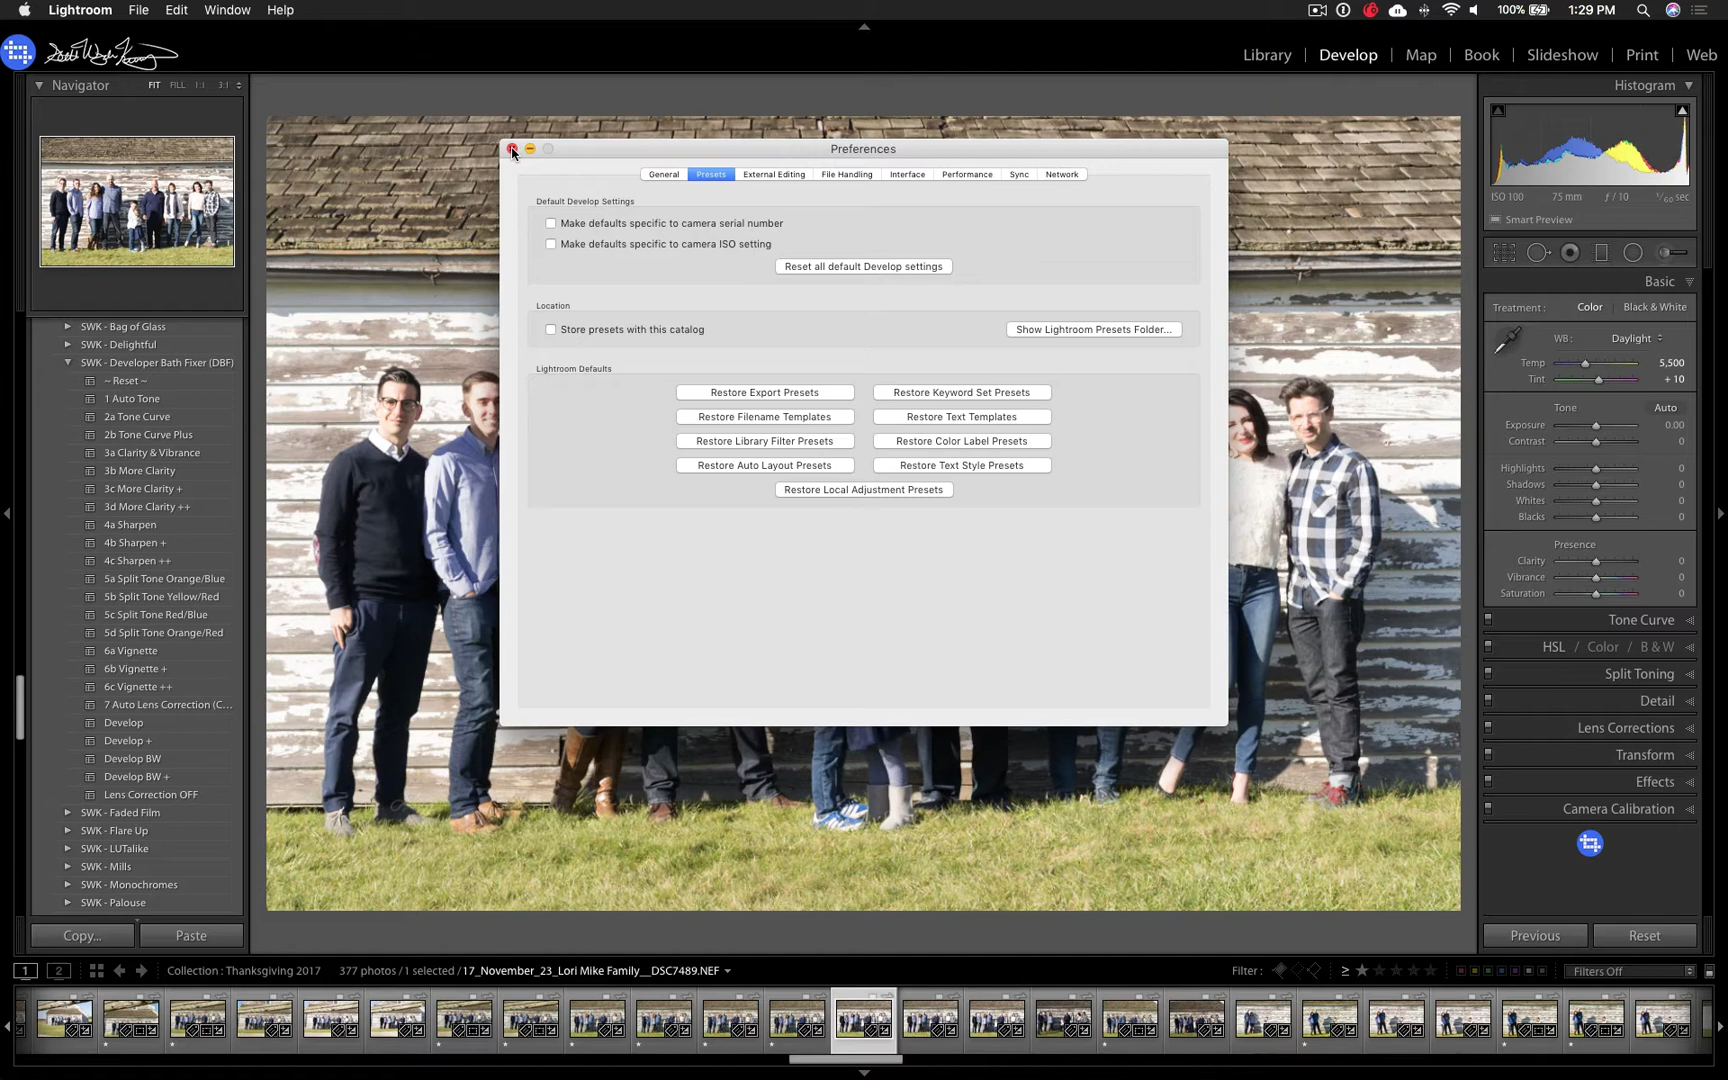 Lightroom File Edit Window Help
100% 1:29 PM
Library | Develop | Map | Book | Slideshow | Print | Web
Navigator FIT FILL 1:1 3:1
SWK - Bag of Glass
SWK - Delightful
SWK - Developer Bath Fixer (DBF)
~ Reset ~
1 Auto Tone
2a Tone Curve
2b Tone Curve Plus
3a Clarity & Vibrance
3b More Clarity
3c More Clarity +
3d More Clarity ++
4a Sharpen
4b Sharpen +
4c Sharpen ++
5a Split Tone Orange/Blue
5b Split Tone Yellow/Red
5c Split Tone Red/Blue
5d Split Tone Orange/Red
6a Vignette
6b Vignette +
6c Vignette ++
7 Auto Lens Correction (C...
Develop
Develop +
Develop BW
Develop BW +
Lens Correction OFF
SWK - Faded Film
SWK - Flare Up
SWK - LUTalike
SWK - Mills
SWK - Monochromes
SWK - Palouse
Copy... Paste
Preferences
General Presets External Editing File Handling Interface Performance Sync Network
Default Develop Settings
Make defaults specific to camera serial number
Make defaults specific to camera ISO setting
Reset all default Develop settings
Location
Store presets with this catalog Show Lightroom Presets Folder...
Lightroom Defaults
Restore Export Presets Restore Keyword Set Presets
Restore Filename Templates Restore Text Templates
Restore Library Filter Presets Restore Color Label Presets
Restore Auto Layout Presets Restore Text Style Presets
Restore Local Adjustment Presets
Histogram
ISO 100 75 mm f / 10 1/60 sec
Smart Preview
Basic
Treatment : Color Black & White
WB : Daylight
Temp 5,500
Tint + 10
Tone Auto
Exposure 0.00
Contrast 0
Highlights 0
Shadows 0
Whites 0
Blacks 0
Presence
Clarity 0
Vibrance 0
Saturation 0
Tone Curve
HSL / Color / B & W
Split Toning
Detail
Lens Corrections
Transform
Effects
Camera Calibration
Previous Reset
1 2 Collection : Thanksgiving 2017 377 photos / 1 selected / 17_November_23_Lori Mike Family__DSC7489.NEF Filter : ≥ ★ Filters Off